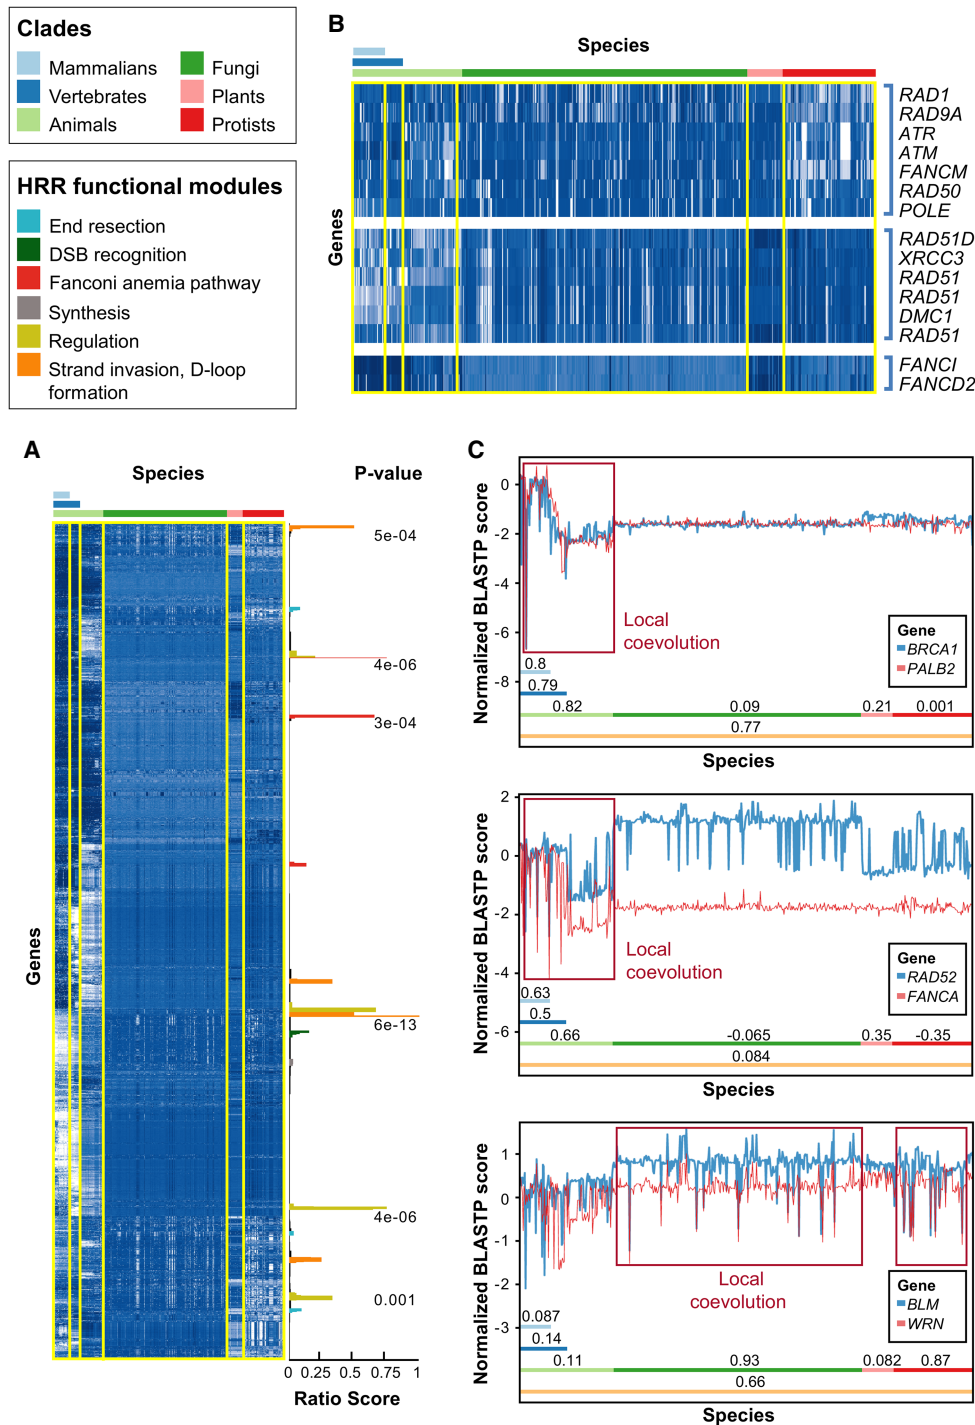 Clades
Mammalians
Vertebrates
Animals
Fungi
Plants
Protists
HRR functional modules
End resection
DSB recognition
Fanconi anemia pathway
Synthesis
Regulation
Strand invasion, D-loop
formation
B
Species
Genes
RAD1
RAD9A
ATR
ATM
FANCM
RAD50
POLE
RAD51D
XRCC3
RAD51
RAD51
DMC1
RAD51
FANCI
FANCD2
A
Species
P-value
Genes
5e-04
4e-06
3e-04
6e-13
4e-06
0.001
0 0.25 0.5 0.75 1
Ratio Score
C
Normalized BLASTP score
0
-2
-4
-6
-8
Local
coevolution
Gene
BRCA1
PALB2
0.8
0.79
0.82 0.09 0.21 0.001
0.77
Species
Normalized BLASTP score
2
0
-2
-4
-6
Local
coevolution
Gene
RAD52
FANCA
0.63
0.5
0.66 -0.065 0.35 -0.35
0.084
Species
Normalized BLASTP score
1
0
-1
-2
-3
Local
coevolution
Gene
BLM
WRN
0.087
0.14
0.11 0.93 0.082 0.87
0.66
Species